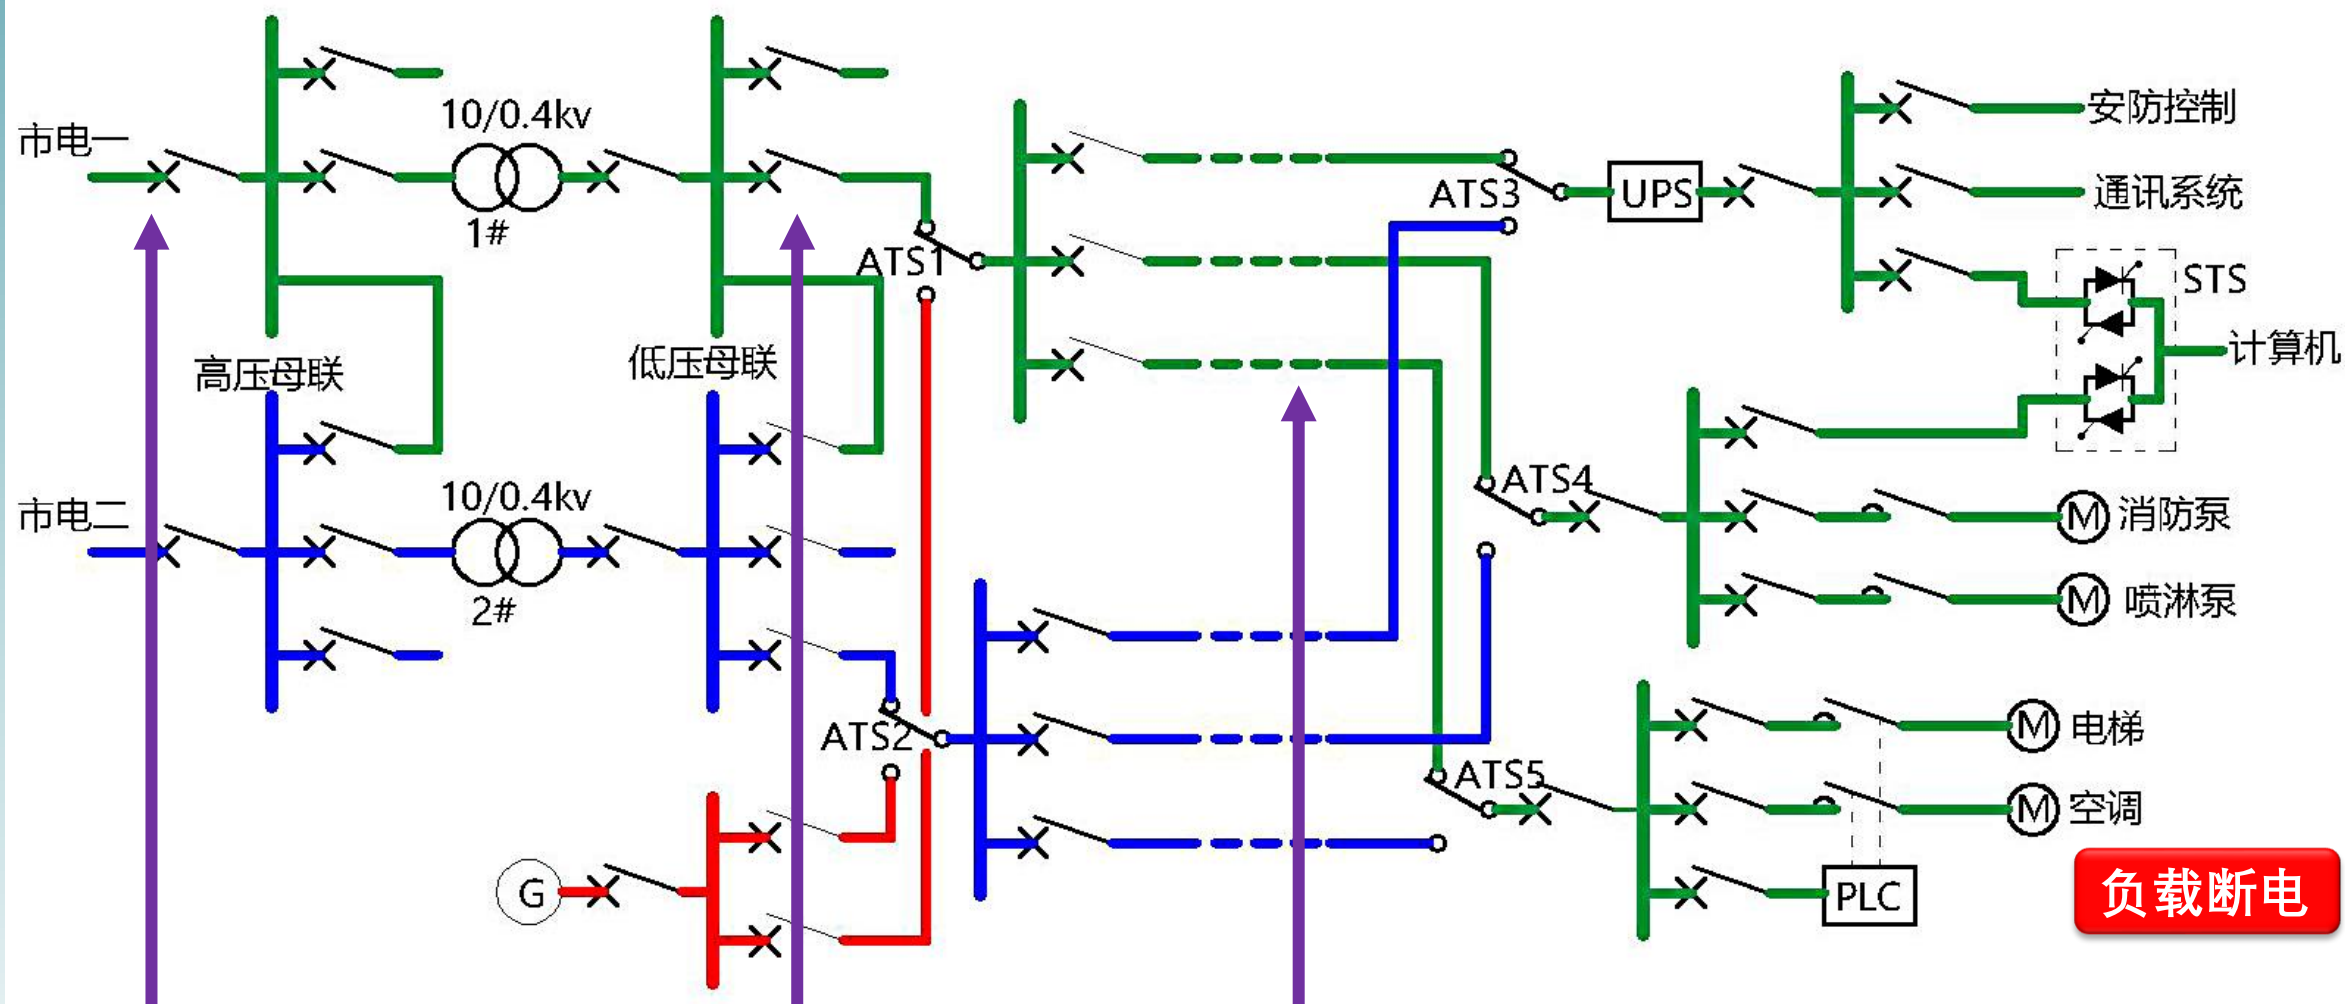 市电一
10/0.4kv
1#
高压母联
低压母联
市电二
10/0.4kv
2#
G
ATS1
ATS2
ATS3
UPS
安防控制
通讯系统
STS
计算机
ATS4
M
消防泵
M
喷淋泵
ATS5
M
电梯
M
空调
PLC
负载断电